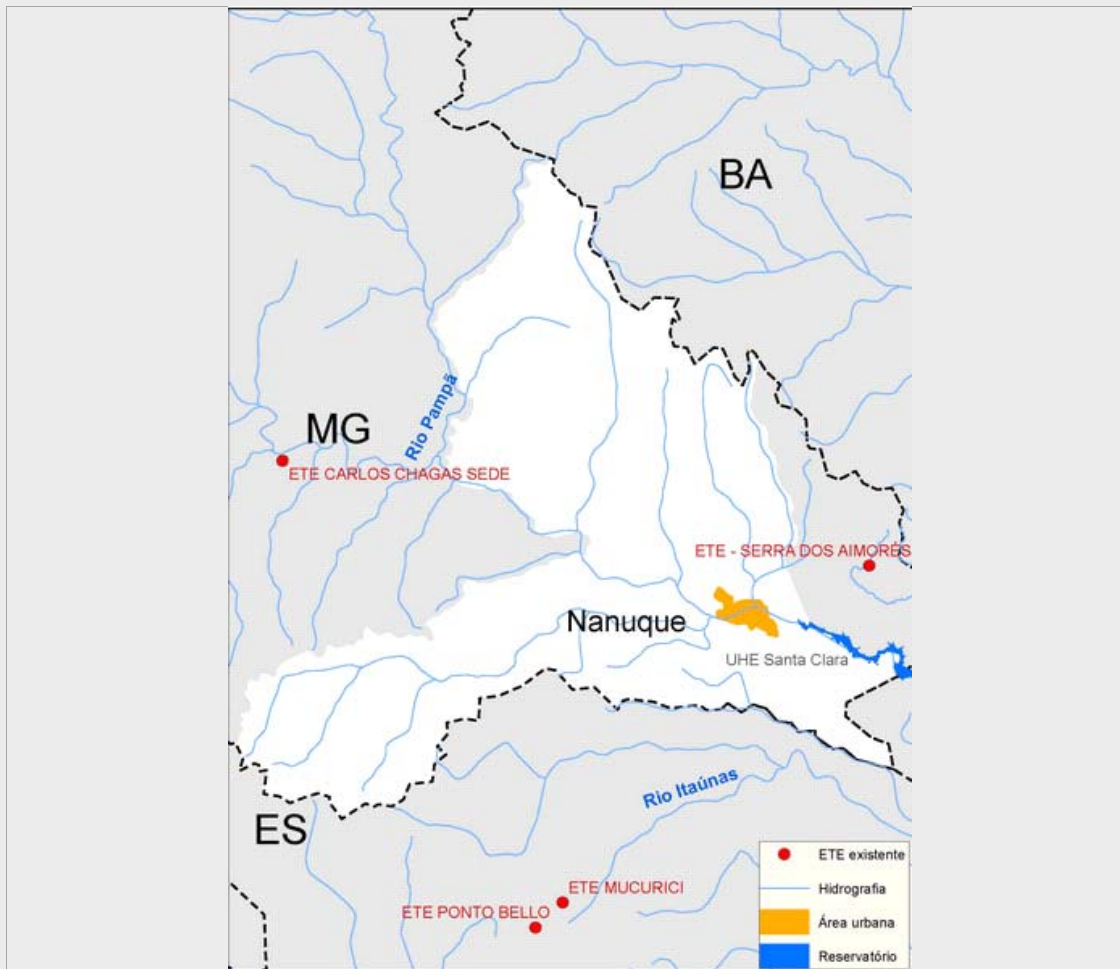 BA
Rio Pampã
MG
ETE CARLOS CHAGAS SEDE
ETE - SERRA DOS AIMORÉS
Nanuque
UHE Santa Clara
Rio Itaúnas
ES
ETE MUCURICI
ETE PONTO BELLO
ETE existente
Hidrografia
Área urbana
Reservatório